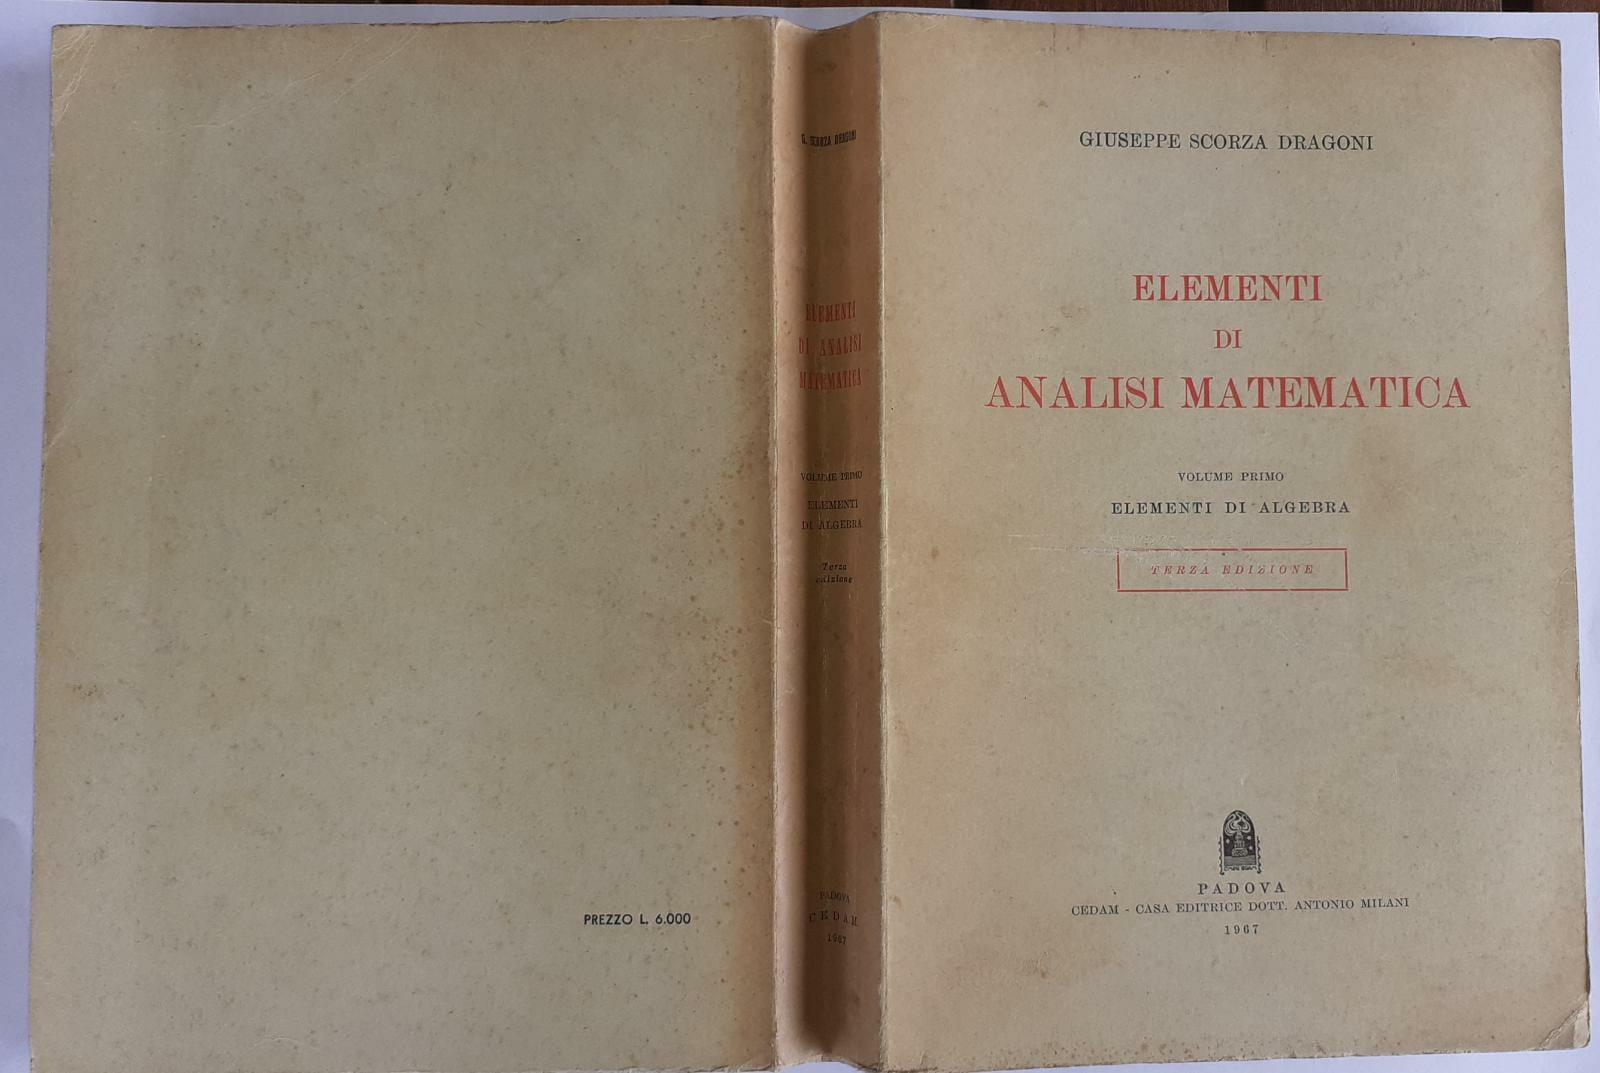 PREZZO L. 6.000
G. SCORZA DRAGONI
ELEMENTI
DI ANALISI
MATEMATICA
VOLUME PRIMO
ELEMENTI
DI ALGEBRA
Terza
edizione
PADOVA
CEDAM
1967
GIUSEPPE SCORZA DRAGONI
ELEMENTI
DI
ANALISI MATEMATICA
VOLUME PRIMO
ELEMENTI DI ALGEBRA
TERZA EDIZIONE
PADOVA
CEDAM - CASA EDITRICE DOTT. ANTONIO MILANI
1967